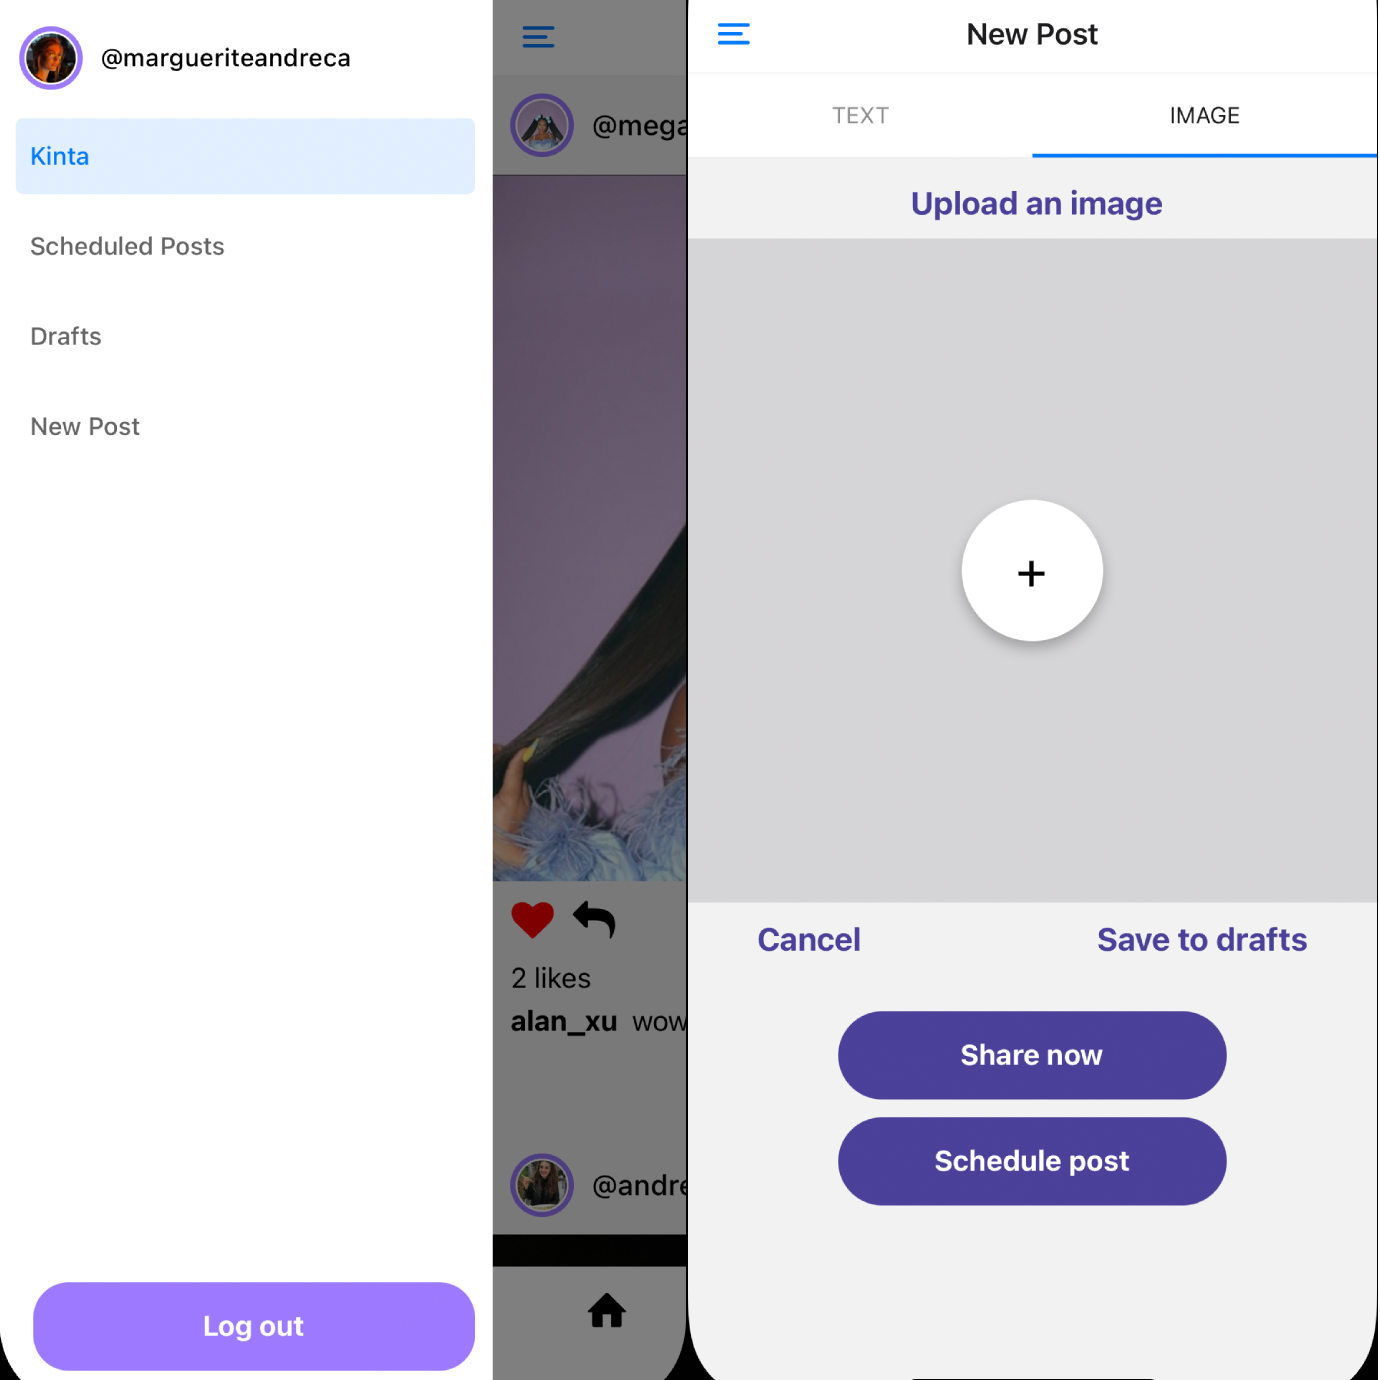 @margueriteandreca
Kinta
Scheduled Posts
Drafts
New Post
Log out
@mega
2 likes
alan_xu wow
@andre
New Post
TEXT IMAGE
Upload an image
+
Cancel Save to drafts
Share now
Schedule post